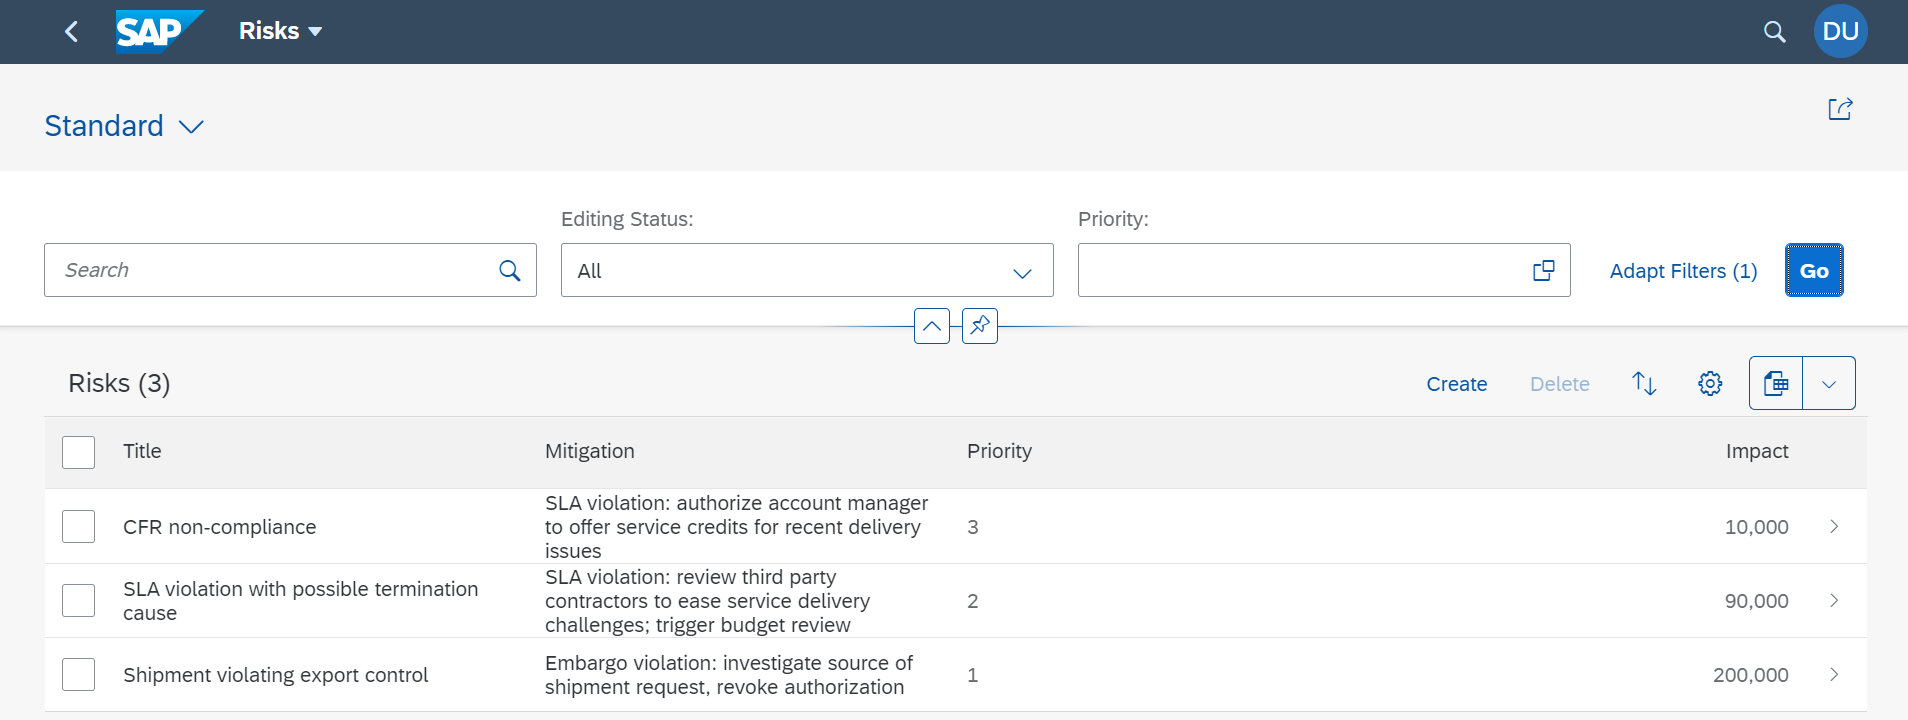 SAP
Risks
DU
Standard
Editing Status:
Priority:
Search
All
Adapt Filters (1)
Go
Risks (3)
Create
Delete
Title
Mitigation
Priority
Impact
CFR non-compliance
SLA violation: authorize account manager
to offer service credits for recent delivery
issues
3
10,000
SLA violation with possible termination
cause
SLA violation: review third party
contractors to ease service delivery
challenges; trigger budget review
2
90,000
Shipment violating export control
Embargo violation: investigate source of
shipment request, revoke authorization
1
200,000